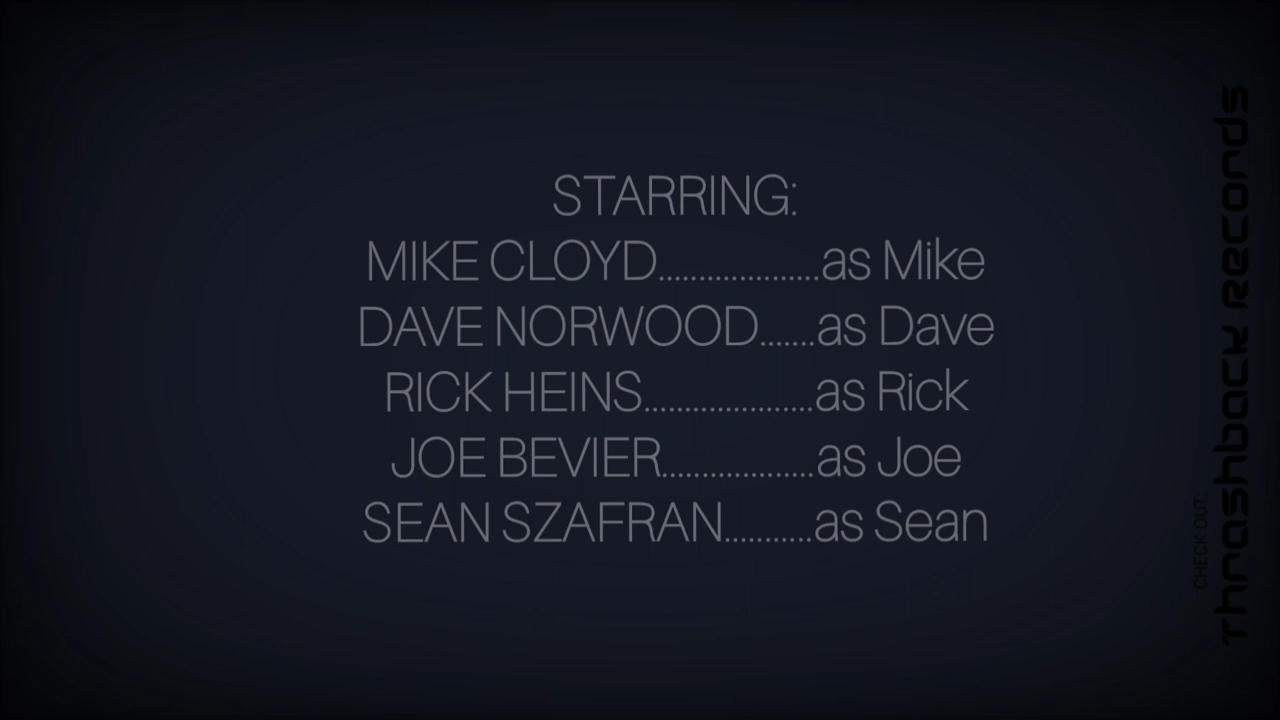 STARRING:
MIKE CLOYD....................as Mike
DAVE NORWOOD.......as Dave
RICK HEINS.....................as Rick
JOE BEVIER...................as Joe
SEAN SZAFRAN...........as Sean
CHECK OUT:
Thrashback Records